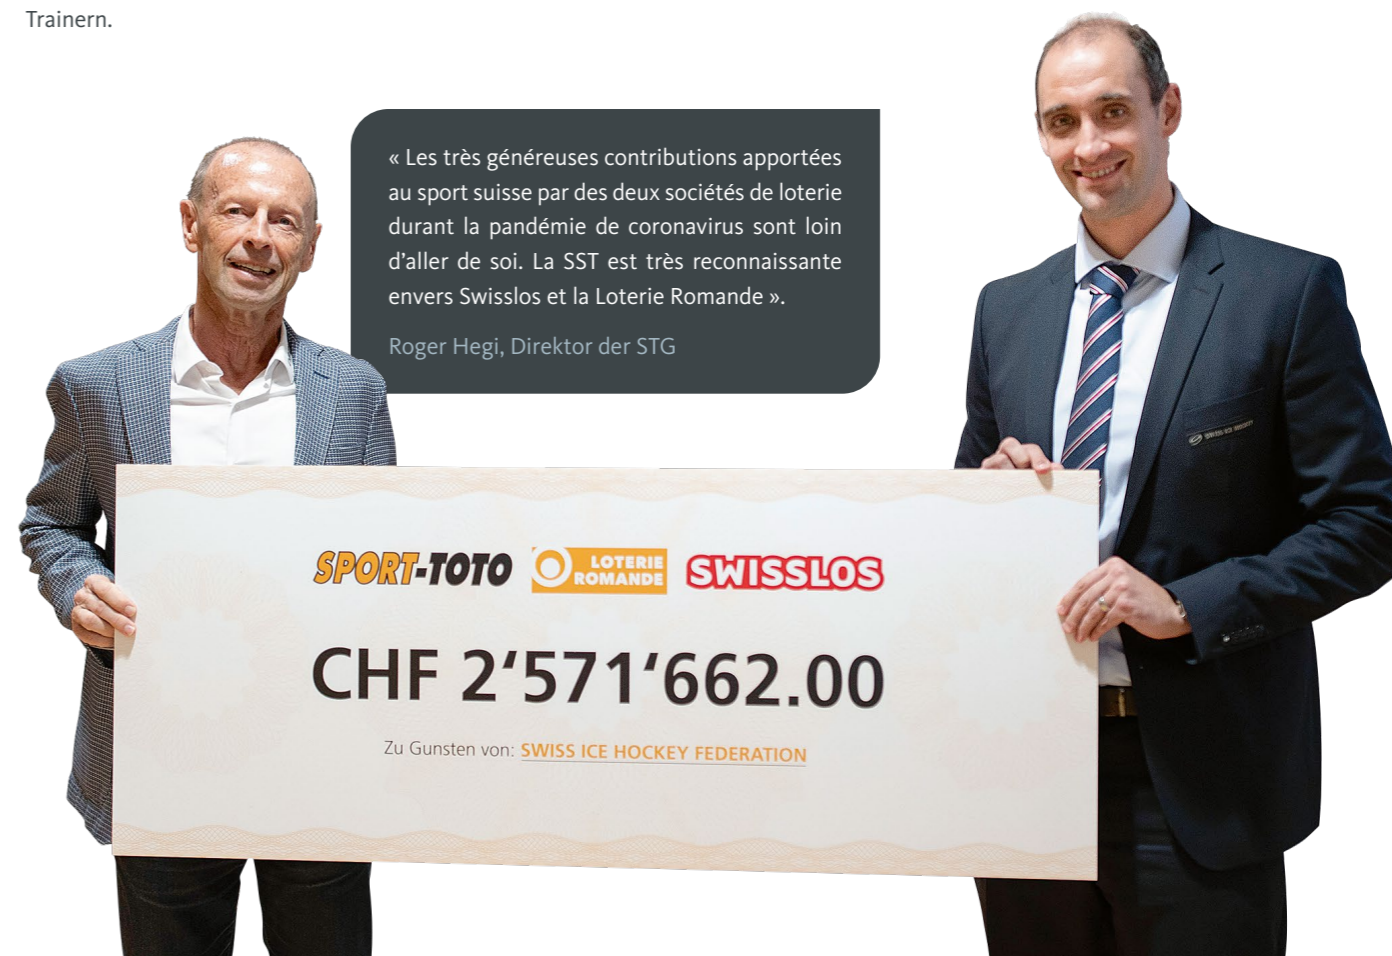 Trainern.
« Les très généreuses contributions apportées
au sport suisse par des deux sociétés de loterie
durant la pandémie de coronavirus sont loin
d’aller de soi. La SST est très reconnaissante
envers Swisslos et la Loterie Romande ».
Roger Hegi, Direktor der STG
SWISS ICE HOCKEY
SPORT-TOTO LOTERIE ROMANDE SWISSLOS
CHF 2‘571‘662.00
Zu Gunsten von: SWISS ICE HOCKEY FEDERATION